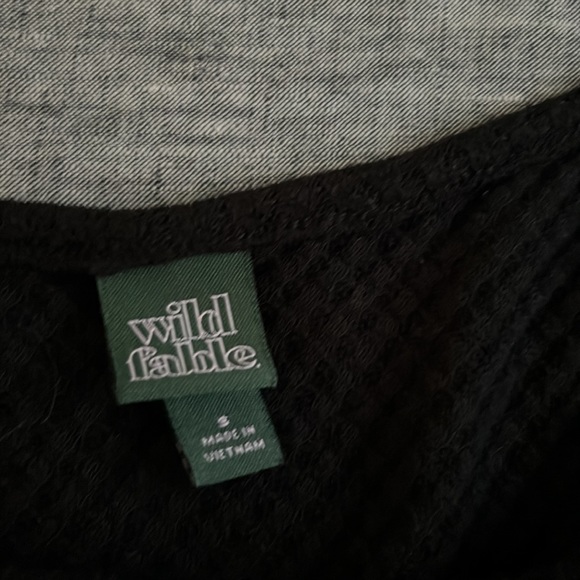 wild
fable.
S
MADE IN
VIETNAM